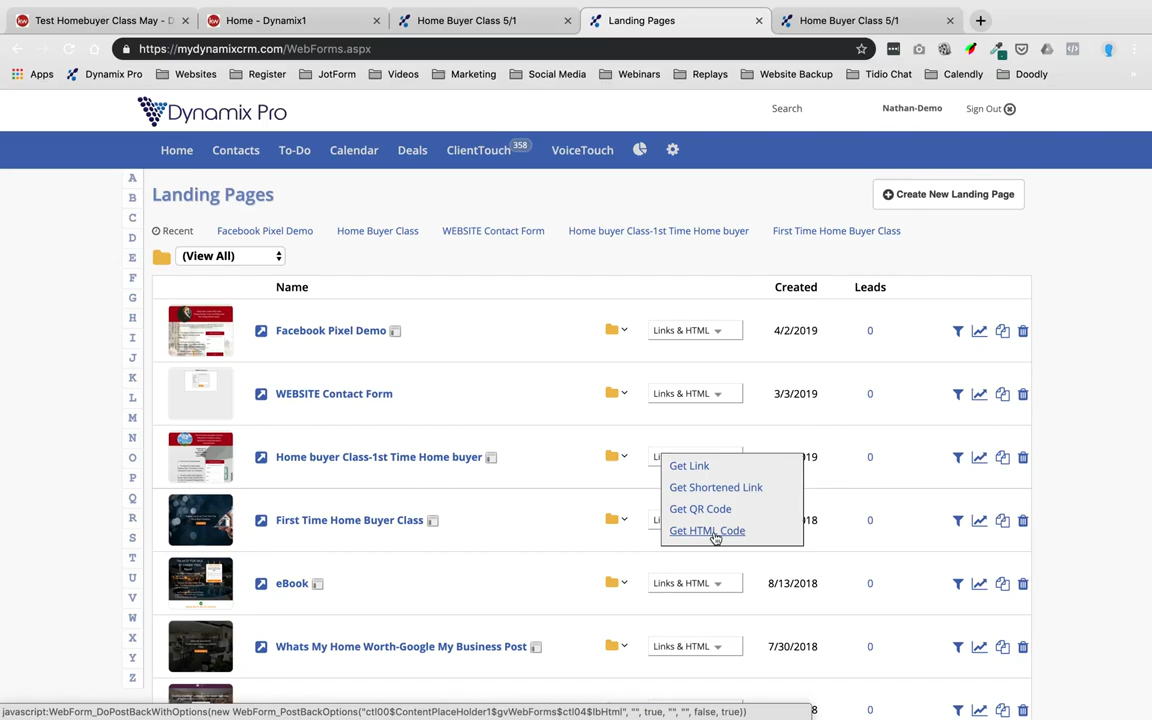 Test Homebuyer Class May - D
Home - Dynamix1
Home Buyer Class 5/1
Landing Pages
Home Buyer Class 5/1
https://mydynamixcrm.com/WebForms.aspx
Apps
Dynamix Pro
Websites
Register
JotForm
Videos
Marketing
Social Media
Webinars
Replays
Website Backup
Tidio Chat
Calendly
Doodly
Dynamix Pro
Search
Nathan-Demo
Sign Out
Home
Contacts
To-Do
Calendar
Deals
ClientTouch 358
VoiceTouch
A
B
C
D
E
F
G
H
I
J
K
L
M
N
O
P
Q
R
S
T
U
V
W
X
Y
Z
Landing Pages
Create New Landing Page
Recent
Facebook Pixel Demo
Home Buyer Class
WEBSITE Contact Form
Home buyer Class-1st Time Home buyer
First Time Home Buyer Class
(View All)
Name
Created
Leads
Facebook Pixel Demo
Links & HTML
4/2/2019
0
WEBSITE Contact Form
Links & HTML
3/3/2019
0
Home buyer Class-1st Time Home buyer
2019
0
Get Link
Get Shortened Link
Get QR Code
Get HTML Code
First Time Home Buyer Class
18
0
eBook
Links & HTML
8/13/2018
0
Whats My Home Worth-Google My Business Post
Links & HTML
7/30/2018
0
0
javascript:WebForm_DoPostBackWithOptions(new WebForm_PostBackOptions("ctl00$ContentPlaceHolder1$gvWebForms$ctl04$lbHtml", "", true, "", "", false, true))